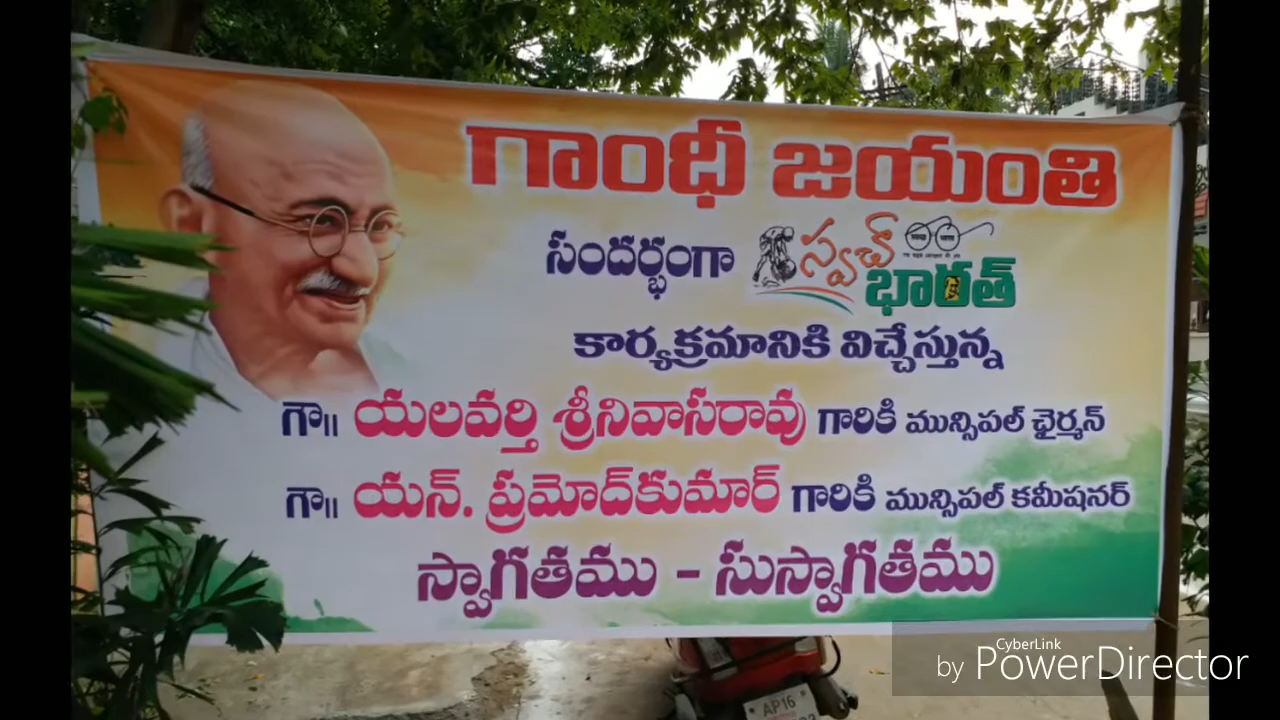 గాంధీ జయంతి
సందర్భంగా స్వచ్ భారత్
కార్యక్రమానికి విచ్చేస్తున్న
గౌ॥ యలవర్తి శ్రీనివాసరావు గారికి మున్సిపల్ ఛైర్మన్
గౌ॥ యన్. ప్రమోద్‌కుమార్ గారికి మున్సిపల్ కమీషనర్
స్వాగతము - సుస్వాగతము
AP16
CyberLink
by PowerDirector